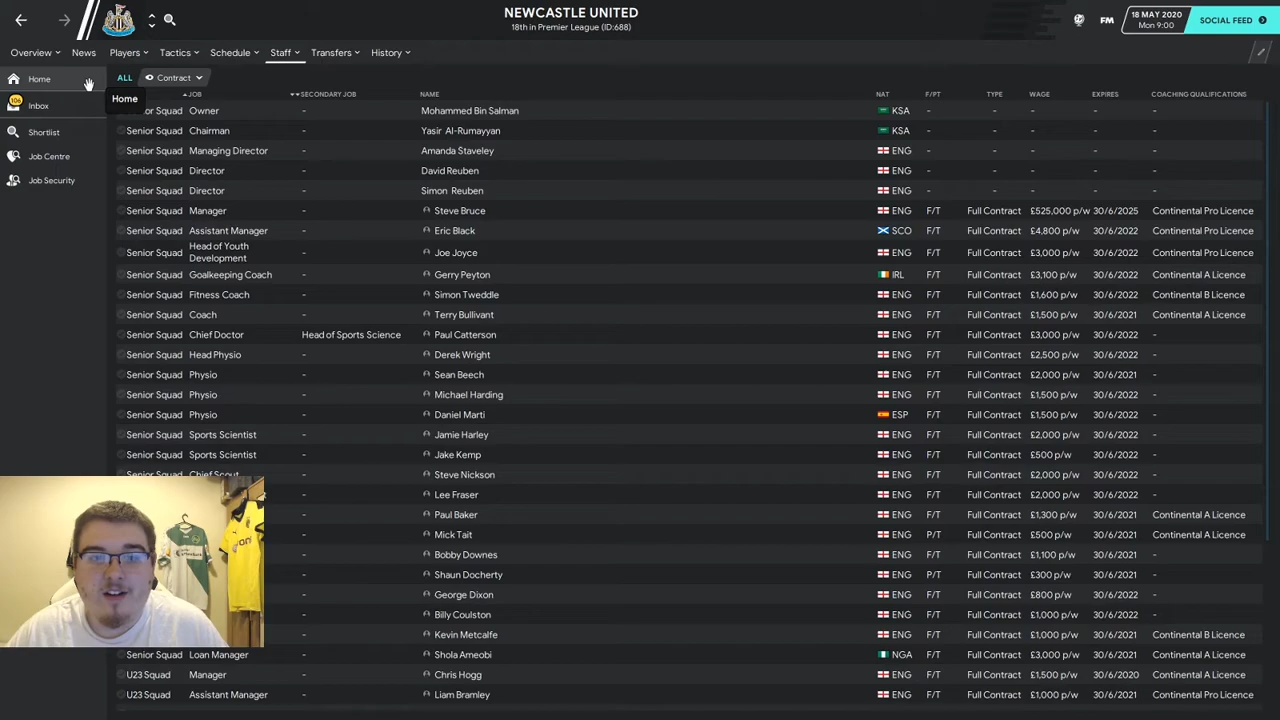 NEWCASTLE UNITED
18th in Premier League (ID:688)
FM
18 MAY 2020
Mon 9:00
SOCIAL FEED
Overview News Players Tactics Schedule Staff Transfers History
Home
Inbox
106
Shortlist
Job Centre
Job Security
Home
ALL Contract
JOB SECONDARY JOB NAME NAT F/PT TYPE WAGE EXPIRES COACHING QUALIFICATIONS
Senior Squad Owner - Mohammed Bin Salman KSA - - - - -
Senior Squad Chairman - Yasir Al-Rumayyan KSA - - - - -
Senior Squad Managing Director - Amanda Staveley ENG - - - - -
Senior Squad Director - David Reuben ENG - - - - -
Senior Squad Director - Simon Reuben ENG - - - - -
Senior Squad Manager - Steve Bruce ENG F/T Full Contract £525,000 p/w 30/6/2025 Continental Pro Licence
Senior Squad Assistant Manager - Eric Black SCO F/T Full Contract £4,800 p/w 30/6/2022 Continental Pro Licence
Senior Squad Head of Youth Development - Joe Joyce ENG F/T Full Contract £3,000 p/w 30/6/2022 Continental Pro Licence
Senior Squad Goalkeeping Coach - Gerry Peyton IRL F/T Full Contract £3,100 p/w 30/6/2022 Continental A Licence
Senior Squad Fitness Coach - Simon Tweddle ENG F/T Full Contract £1,600 p/w 30/6/2022 Continental B Licence
Senior Squad Coach - Terry Bullivant ENG F/T Full Contract £1,500 p/w 30/6/2021 Continental A Licence
Senior Squad Chief Doctor Head of Sports Science Paul Catterson ENG F/T Full Contract £3,000 p/w 30/6/2022 -
Senior Squad Head Physio - Derek Wright ENG F/T Full Contract £2,500 p/w 30/6/2022 -
Senior Squad Physio - Sean Beech ENG F/T Full Contract £2,000 p/w 30/6/2021 -
Senior Squad Physio - Michael Harding ENG F/T Full Contract £1,500 p/w 30/6/2022 -
Senior Squad Physio - Daniel Marti ESP F/T Full Contract £1,500 p/w 30/6/2022 -
Senior Squad Sports Scientist - Jamie Harley ENG F/T Full Contract £2,000 p/w 30/6/2022 -
Senior Squad Sports Scientist - Jake Kemp ENG F/T Full Contract £500 p/w 30/6/2022 -
Senior Squad Chief Scout - Steve Nickson ENG F/T Full Contract £2,000 p/w 30/6/2022 -
- Lee Fraser ENG F/T Full Contract £2,000 p/w 30/6/2022 -
- Paul Baker ENG F/T Full Contract £1,300 p/w 30/6/2021 Continental A Licence
- Mick Tait ENG P/T Full Contract £500 p/w 30/6/2021 Continental A Licence
- Bobby Downes ENG F/T Full Contract £1,100 p/w 30/6/2021 -
- Shaun Docherty ENG P/T Full Contract £300 p/w 30/6/2021 -
- George Dixon ENG F/T Full Contract £800 p/w 30/6/2022 -
- Billy Coulston ENG F/T Full Contract £1,000 p/w 30/6/2022 -
- Kevin Metcalfe ENG F/T Full Contract £1,000 p/w 30/6/2021 Continental B Licence
Senior Squad Loan Manager - Shola Ameobi NGA F/T Full Contract £3,000 p/w 30/6/2021 Continental A Licence
U23 Squad Manager - Chris Hogg ENG F/T Full Contract £1,500 p/w 30/6/2020 Continental A Licence
U23 Squad Assistant Manager - Liam Bramley ENG F/T Full Contract £1,000 p/w 30/6/2021 Continental Pro Licence